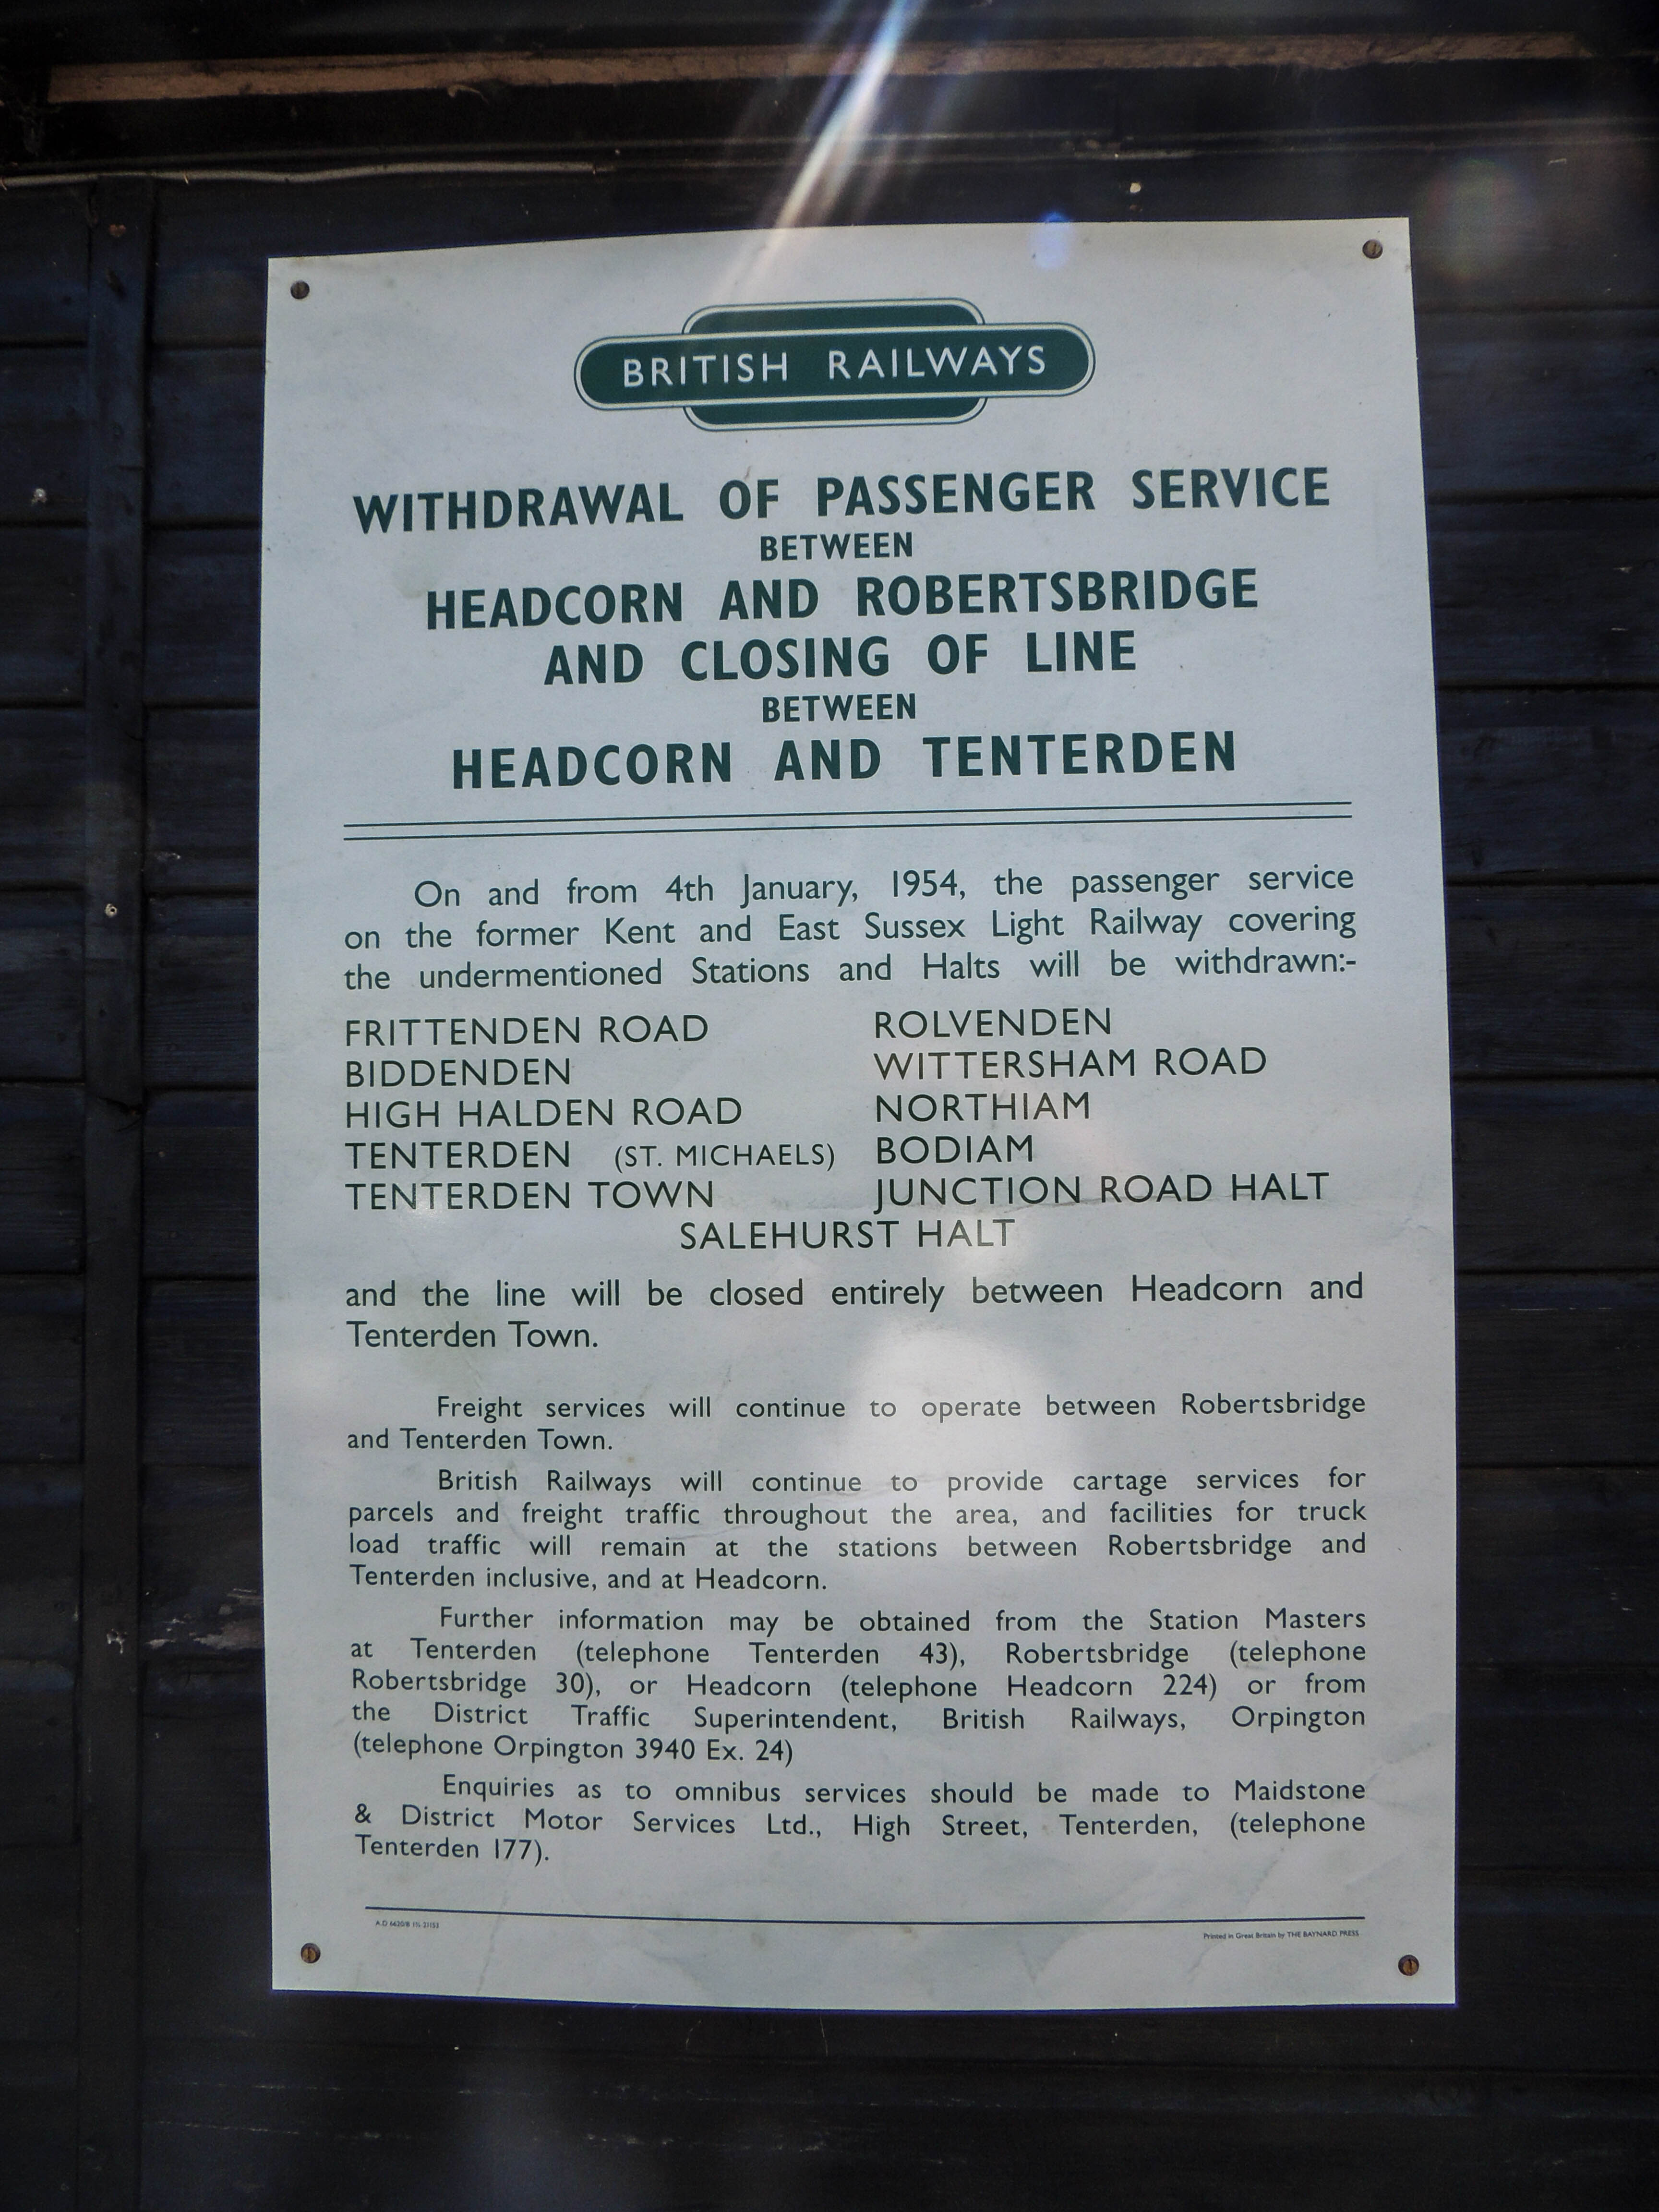 BRITISH RAILWAYS
WITHDRAWAL OF PASSENGER SERVICE
BETWEEN
HEADCORN AND ROBERTSBRIDGE
AND CLOSING OF LINE
BETWEEN
HEADCORN AND TENTERDEN
On and from 4th January, 1954, the passenger service
on the former Kent and East Sussex Light Railway covering
the undermentioned Stations and Halts will be withdrawn:-
FRITTENDEN ROAD
BIDDENDEN
HIGH HALDEN ROAD
TENTERDEN (ST. MICHAELS)
TENTERDEN TOWN
ROLVENDEN
WITTERSHAM ROAD
NORTHIAM
BODIAM
JUNCTION ROAD HALT
SALEHURST HALT
and the line will be closed entirely between Headcorn and
Tenterden Town.
Freight services will continue to operate between Robertsbridge
and Tenterden Town.
British Railways will continue to provide cartage services for
parcels and freight traffic throughout the area, and facilities for truck
load traffic will remain at the stations between Robertsbridge and
Tenterden inclusive, and at Headcorn.
Further information may be obtained from the Station Masters
at Tenterden (telephone Tenterden 43), Robertsbridge (telephone
Robertsbridge 30), or Headcorn (telephone Headcorn 224) or from
the District Traffic Superintendent, British Railways, Orpington
(telephone Orpington 3940 Ex. 24)
Enquiries as to omnibus services should be made to Maidstone
& District Motor Services Ltd., High Street, Tenterden, (telephone
Tenterden 177).
Printed in Great Britain by THE BAYNARD PRESS